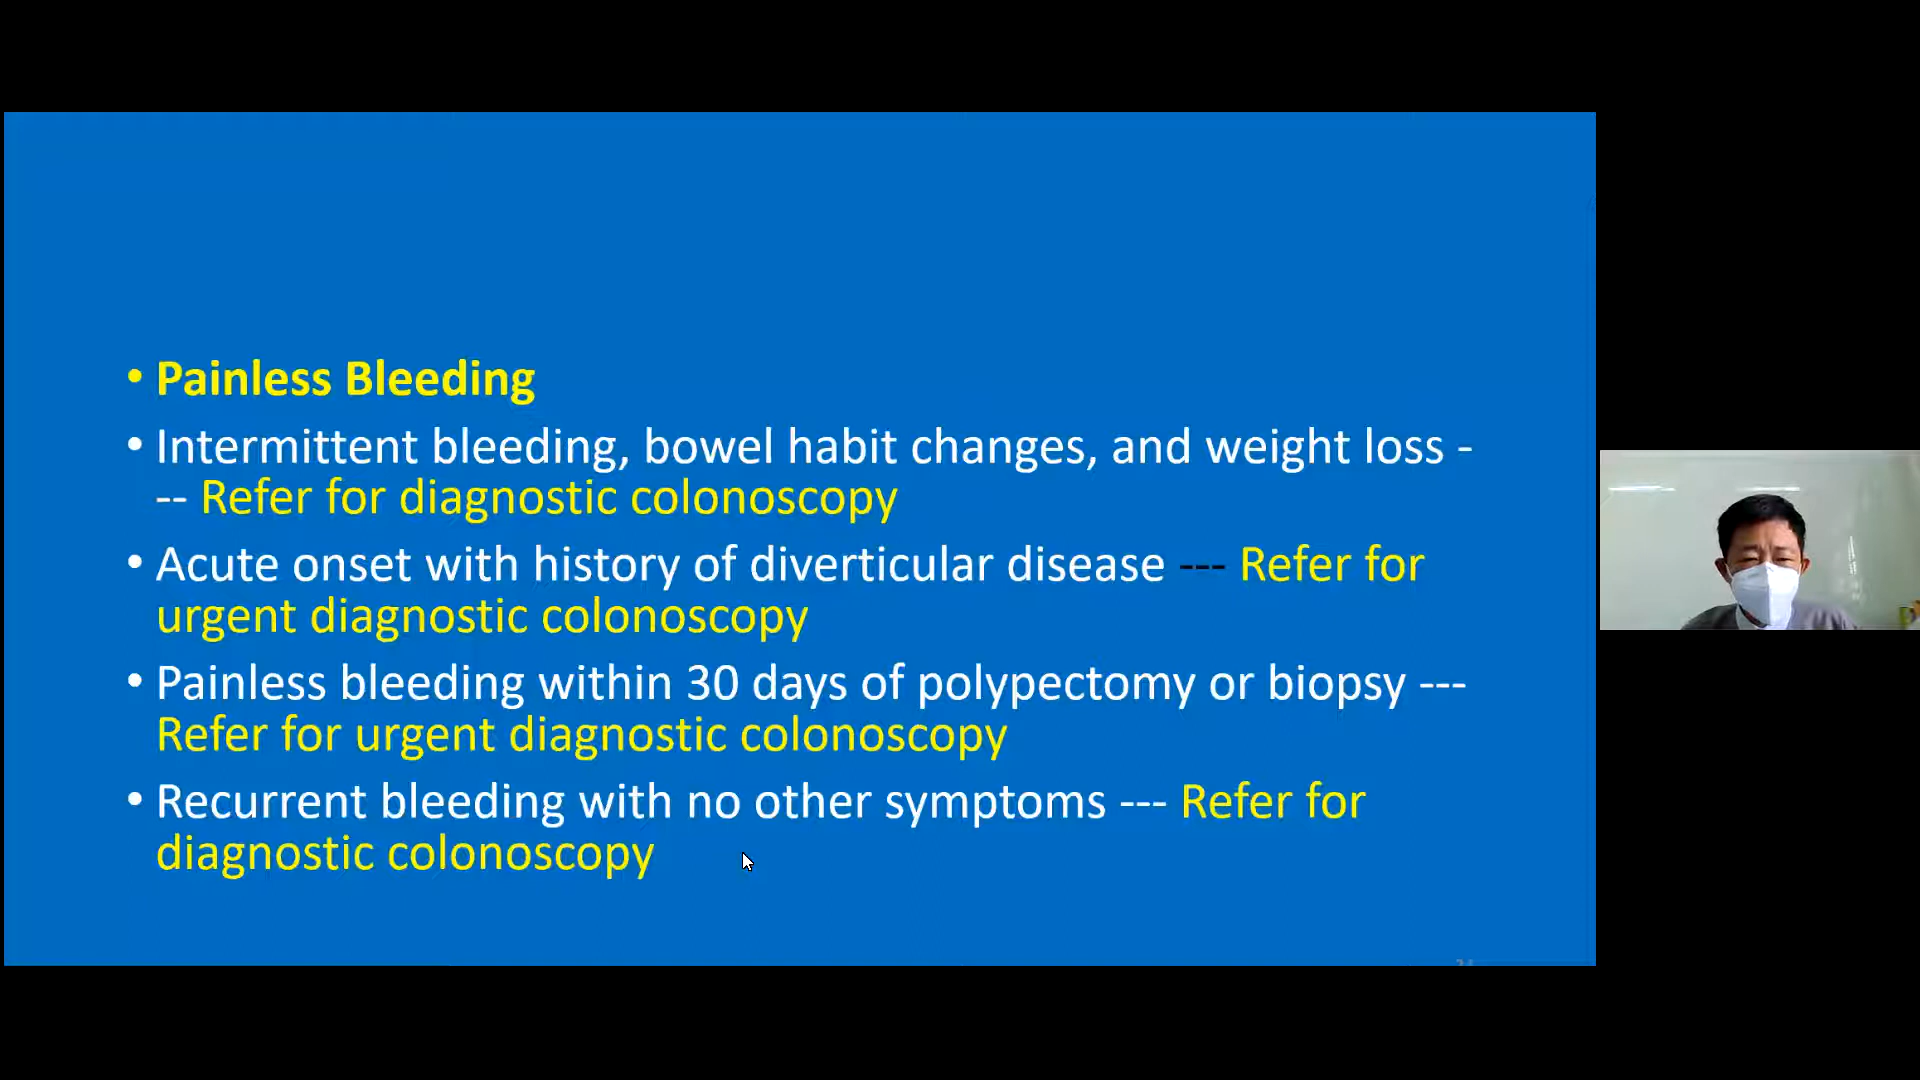 • Painless Bleeding
• Intermittent bleeding, bowel habit changes, and weight loss -
-- Refer for diagnostic colonoscopy
• Acute onset with history of diverticular disease --- Refer for
urgent diagnostic colonoscopy
• Painless bleeding within 30 days of polypectomy or biopsy ---
Refer for urgent diagnostic colonoscopy
• Recurrent bleeding with no other symptoms --- Refer for
diagnostic colonoscopy